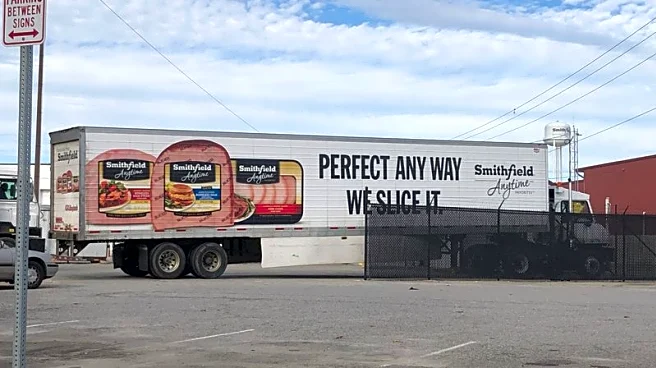 PARKING
BETWEEN
SIGNS
Smithfield
Anytime
Smithfield
Anytime
Smithfield
Anytime
PERFECT ANY WAY
WE SLICE IT.
Smithfield
Anytime
Smithfield